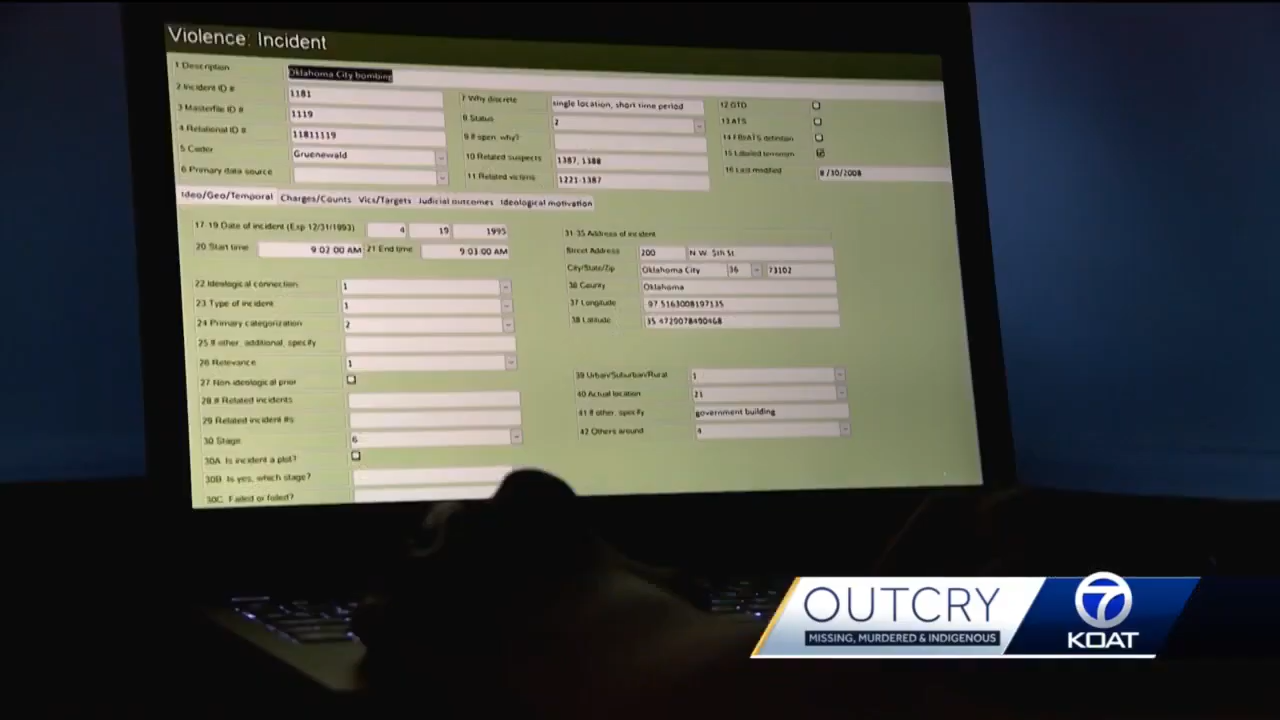 Violence: Incident
1 Description Oklahoma City bombing
2 Incident ID # 1181
3 Masterfile ID # 1119
4 Relational ID # 11811119
5 Coder Gruenewald
6 Primary data source
7 Why discrete single location, short time period
8 Status 2
9 If open, why?
10 Related suspects 1387, 1388
11 Related victims 1221-1387
12 GTD
13 ATS
14 FBI/ATS definition
15 Labeled terrorism
16 Last modified 8/30/2008
Ideo/Geo/Temporal Charges/Counts Vics/Targets Judicial outcomes Ideological motivation
17-19 Date of incident (Exp 12/31/1993) 4 19 1995
20 Start time 9:02:00 AM 21 End time 9:03:00 AM
22 Ideological connection 1
23 Type of incident 1
24 Primary categorization 2
25 If other, additional, specify
26 Relevance 1
27 Non-ideological prior
28 # Related incidents
29 Related incident #s
30 Stage 6
30A Is incident a plot?
30B Is yes, which stage?
30C Failed or foiled?
31-35 Address of incident
Street Address 200 N.W. 5th St
City/State/Zip Oklahoma City 36 73102
36 County Oklahoma
37 Longitude 97.5163008197135
38 Latitude 35.4729078490468
39 Urban/Suburban/Rural 1
40 Actual location 21
41 If other, specify government building
42 Others around 4
OUTCRY
MISSING, MURDERED & INDIGENOUS
7
KOAT